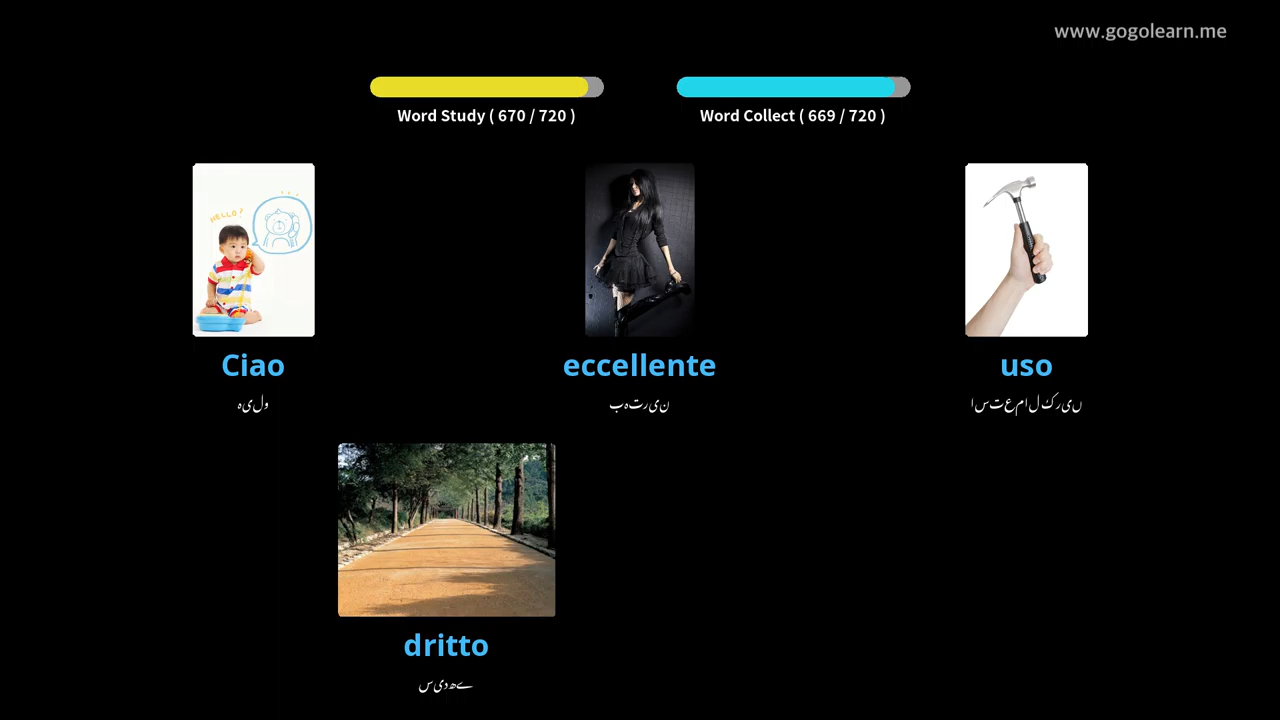 www.gogolearn.me
Word Study ( 670 / 720 )
Word Collect ( 669 / 720 )
HELLO?
Ciao
eccellente
uso
ہیلو
بہترین
استعمال کریں
dritto
سیدھے